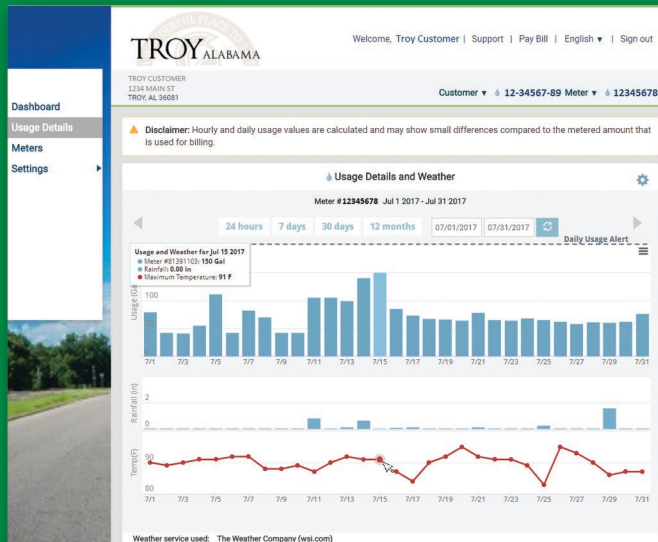 WONDERFUL PLACE TO
TROY ALABAMA
Welcome, Troy Customer | Support | Pay Bill | English ▾ | Sign out
TROY CUSTOMER
1234 MAIN ST
TROY, AL 36081
Customer ▾ 12-34567-89 Meter ▾ 12345678
Dashboard
Usage Details
Meters
Settings
Disclaimer: Hourly and daily usage values are calculated and may show small differences compared to the metered amount that
is used for billing.
Usage Details and Weather
Meter #12345678 Jul 1 2017 - Jul 31 2017
24 hours 7 days 30 days 12 months 07/01/2017 07/31/2017
Daily Usage Alert
Usage and Weather for Jul 15 2017
Meter #81391103: 150 Gal
Rainfall: 0.00 in
Maximum Temperature: 91 F
Usage (Ga
100
50
7/1 7/3 7/5 7/7 7/9 7/11 7/13 7/15 7/17 7/19 7/21 7/23 7/25 7/27 7/29 7/31
Rainfall (in)
2
0
Temp(F)
90
80
7/1 7/3 7/5 7/7 7/9 7/11 7/13 7/15 7/17 7/19 7/21 7/23 7/25 7/27 7/29 7/31
Weather service used: The Weather Company (wsi.com)